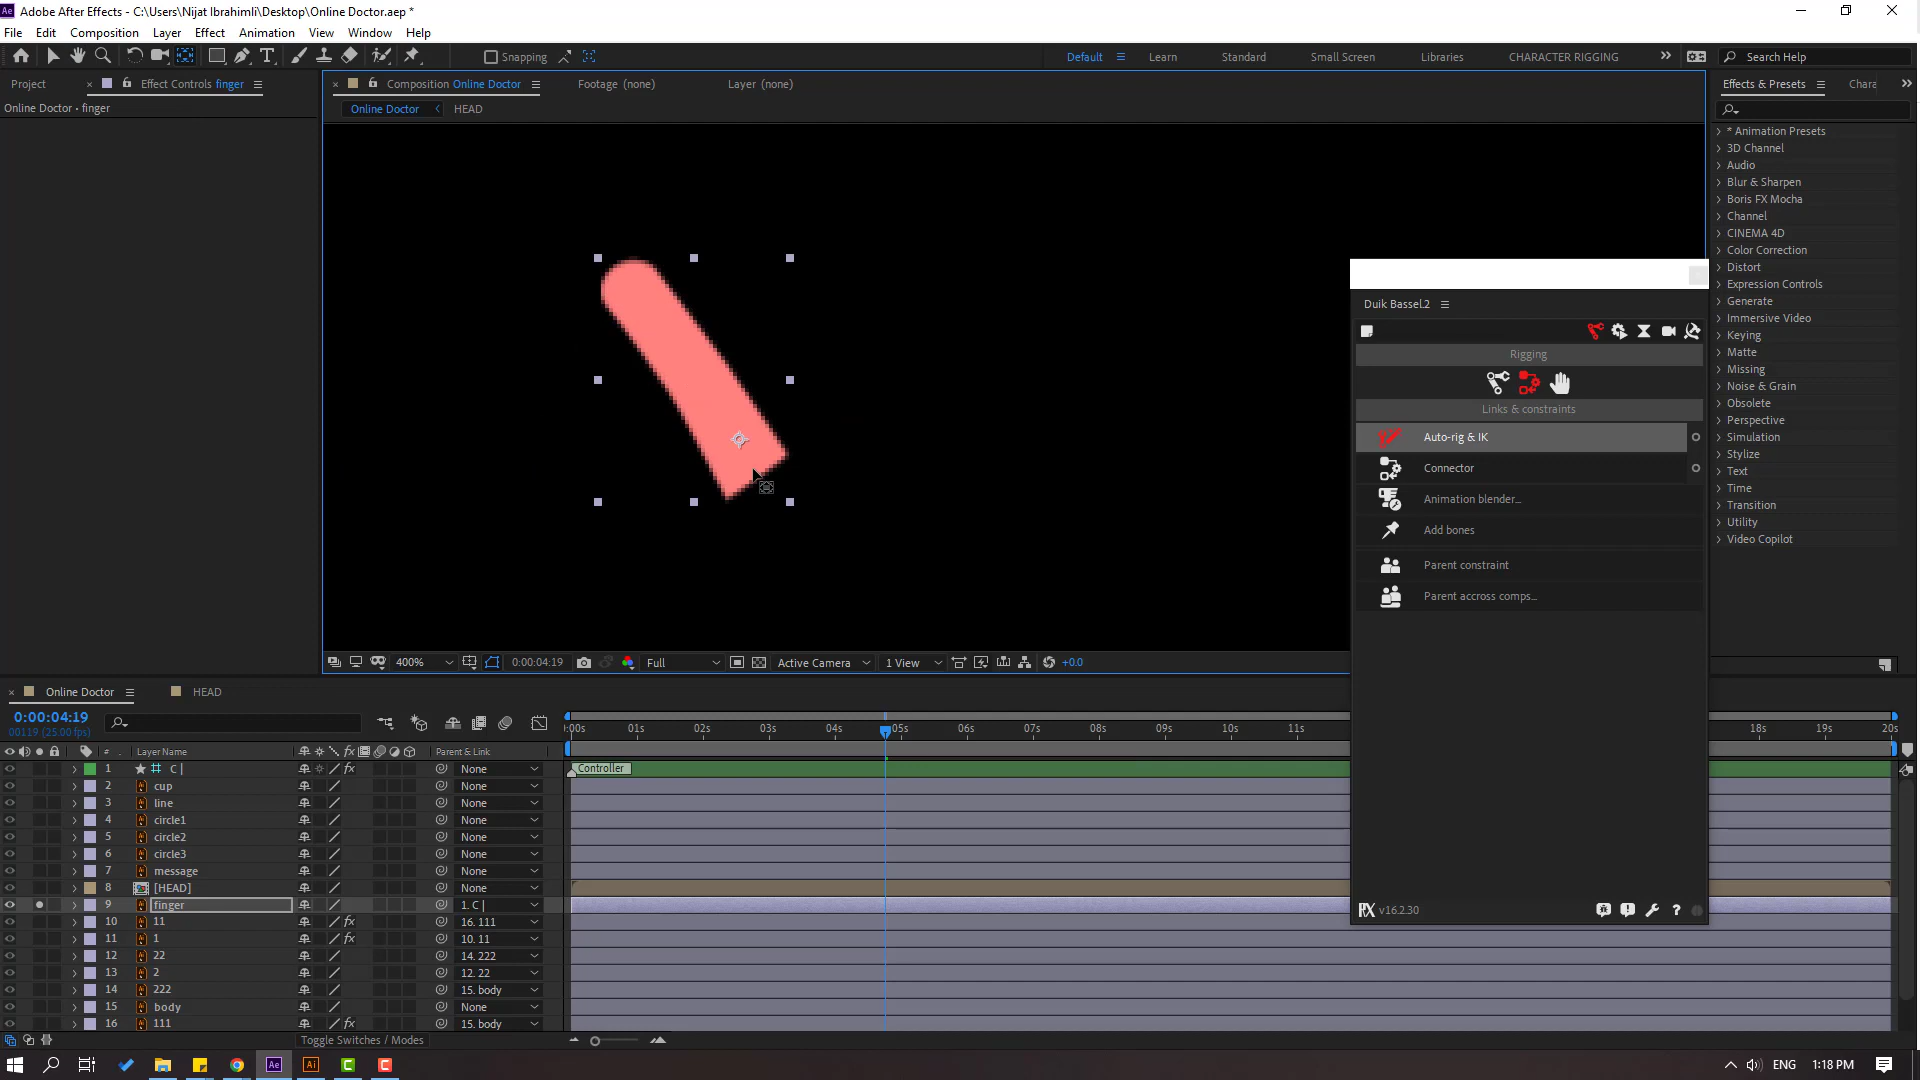 Adobe After Effects - C:\Users\Nijat Ibrahimli\Desktop\Online Doctor.aep *
File Edit Composition Layer Effect Animation View Window Help
Snapping
Default Learn Standard Small Screen Libraries CHARACTER RIGGING
Search Help
Project Effect Controls finger
Composition Online Doctor
Footage (none)
Layer (none)
Effects & Presets
Chara
Online Doctor • finger
Online Doctor HEAD
* Animation Presets
3D Channel
Audio
Blur & Sharpen
Boris FX Mocha
Channel
CINEMA 4D
Color Correction
Distort
Expression Controls
Generate
Immersive Video
Keying
Matte
Missing
Noise & Grain
Obsolete
Perspective
Simulation
Stylize
Text
Time
Transition
Utility
Video Copilot
Duik Bassel.2
Rigging
Links & constraints
Auto-rig & IK
Connector
Animation blender...
Add bones
Parent constraint
Parent accross comps...
v16.2.30
400% 0:00:04:19 Full Active Camera 1 View +0.0
Online Doctor HEAD
0:00:04:19
00119 (25.00 fps)
:00s 01s 02s 03s 04s 05s 06s 07s 08s 09s 10s 11s 18s 19s 20s
# Layer Name Parent & Link
1 C | None Controller
2 cup None
3 line None
4 circle1 None
5 circle2 None
6 circle3 None
7 message None
8 [HEAD] None
9 finger 1. C |
10 11 fx 16. 111
11 1 fx 10. 11
12 22 14. 222
13 2 12. 22
14 222 15. body
15 body None
16 111 fx 15. body
Toggle Switches / Modes
ENG 1:18 PM